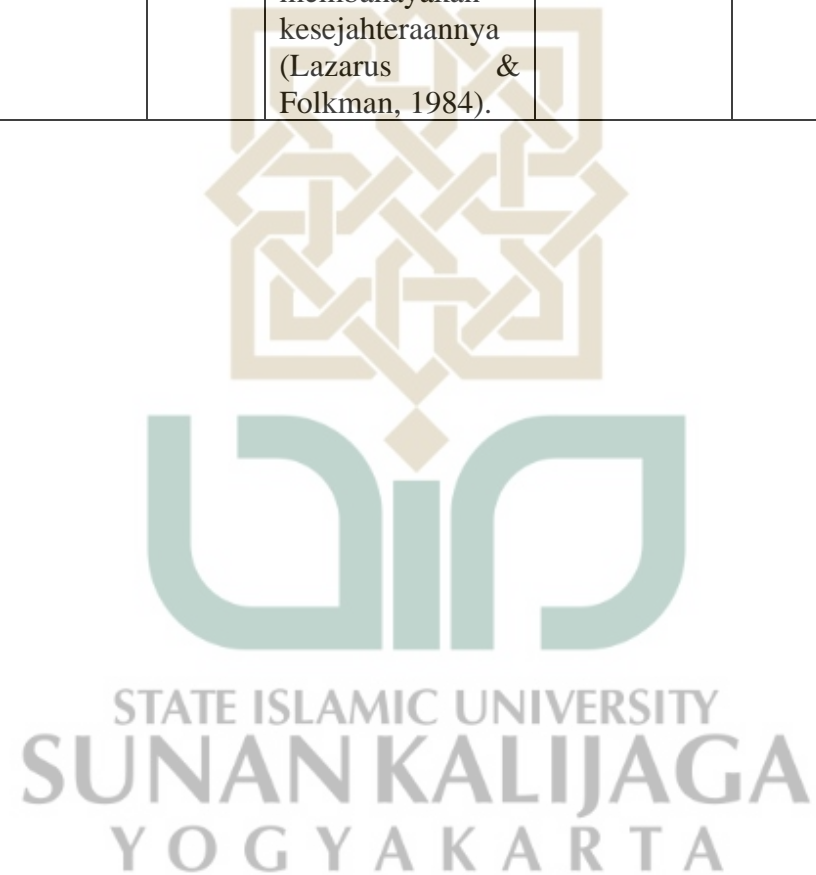 kesejahteraannya
(Lazarus &
Folkman, 1984).
STATE ISLAMIC UNIVERSITY
SUNAN KALIJAGA
YOGYAKARTA